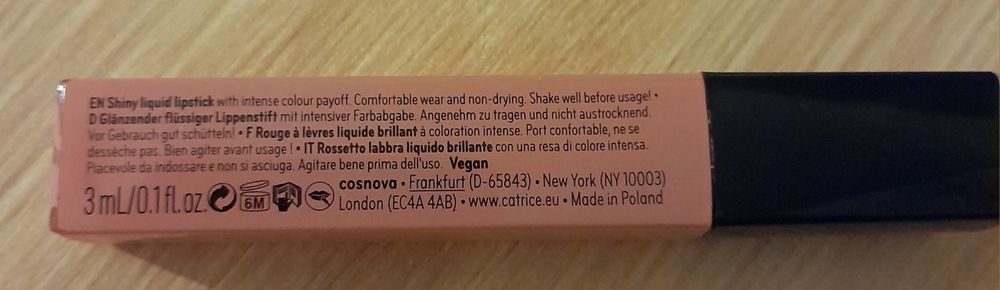 EN Shiny liquid lipstick with intense colour payoff. Comfortable wear and non-drying. Shake well before usage! •
D Glänzender flüssiger Lippenstift mit intensiver Farbabgabe. Angenehm zu tragen und nicht austrocknend.
Vor Gebrauch gut schütteln! • F Rouge à lèvres liquide brillant à coloration intense. Port confortable, ne se
dessèche pas. Bien agiter avant usage! • IT Rossetto labbra liquido brillante con una resa di colore intensa.
Piacevole da indossare e non si asciuga. Agitare bene prima dell'uso. Vegan
3 mL/0.1 fl.oz. 6M cosnova • Frankfurt (D-65843) • New York (NY 10003)
London (EC4A 4AB) • www.catrice.eu • Made in Poland